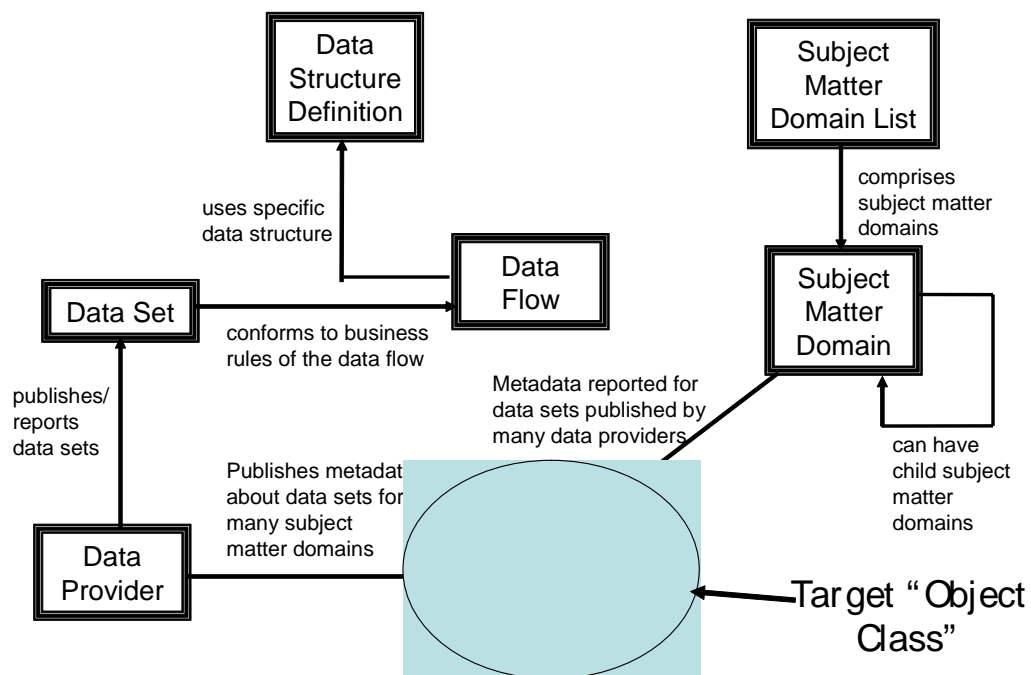 Data
Structure
Definition
Subject
Matter
Domain List
uses specific
data structure
comprises
subject matter
domains
Data
Flow
Subject
Matter
Domain
Data Set
conforms to business
rules of the data flow
publishes/
reports
data sets
Metadata reported for
data sets published by
many data providers
can have
child subject
matter
domains
Publishes metadat
about data sets for
many subject
matter domains
Data
Provider
Target “Object
Class”